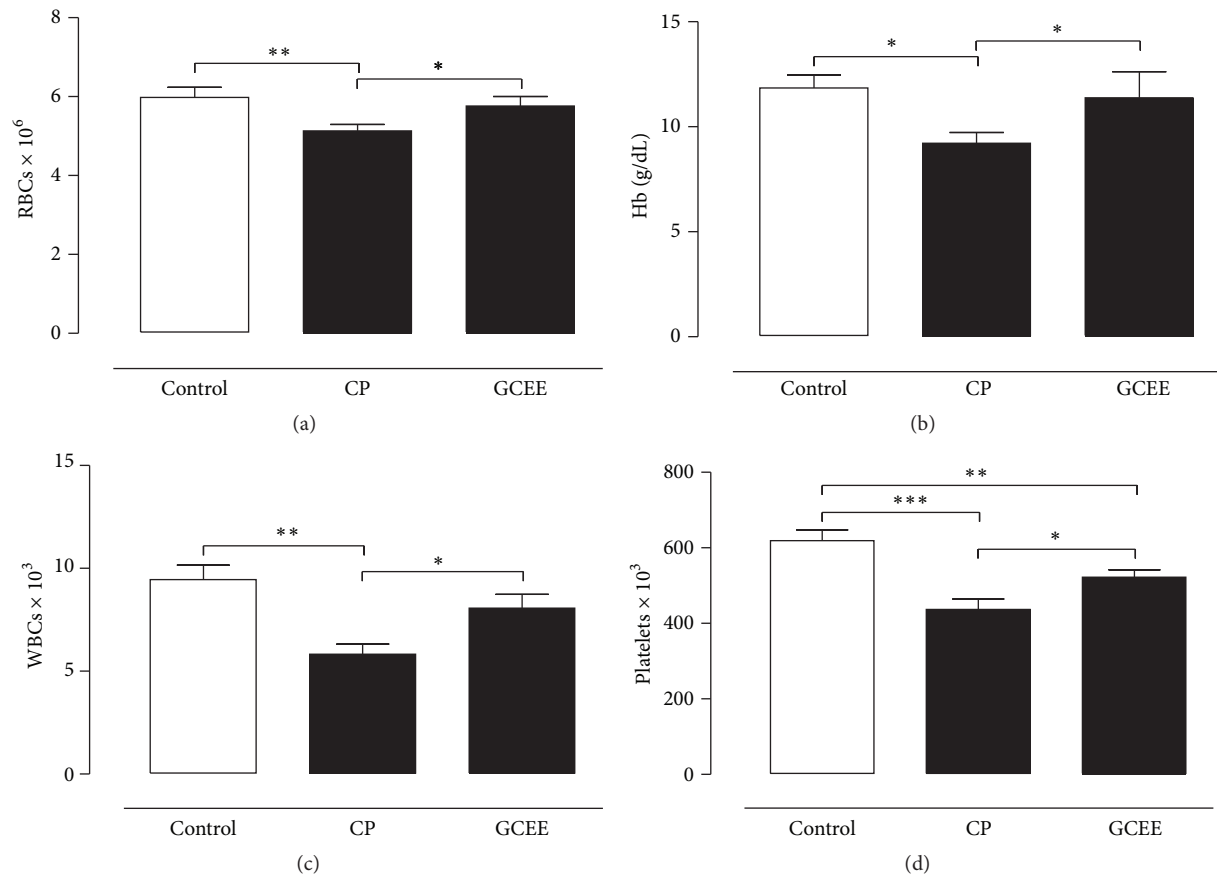 8
6
4
2
0
RBCs × 10⁶
**
*
Control CP GCEE
(a)
15
10
5
0
Hb (g/dL)
*
*
Control CP GCEE
(b)
15
10
5
0
WBCs × 10³
**
*
Control CP GCEE
(c)
800
600
400
200
0
Platelets × 10³
**
***
*
Control CP GCEE
(d)